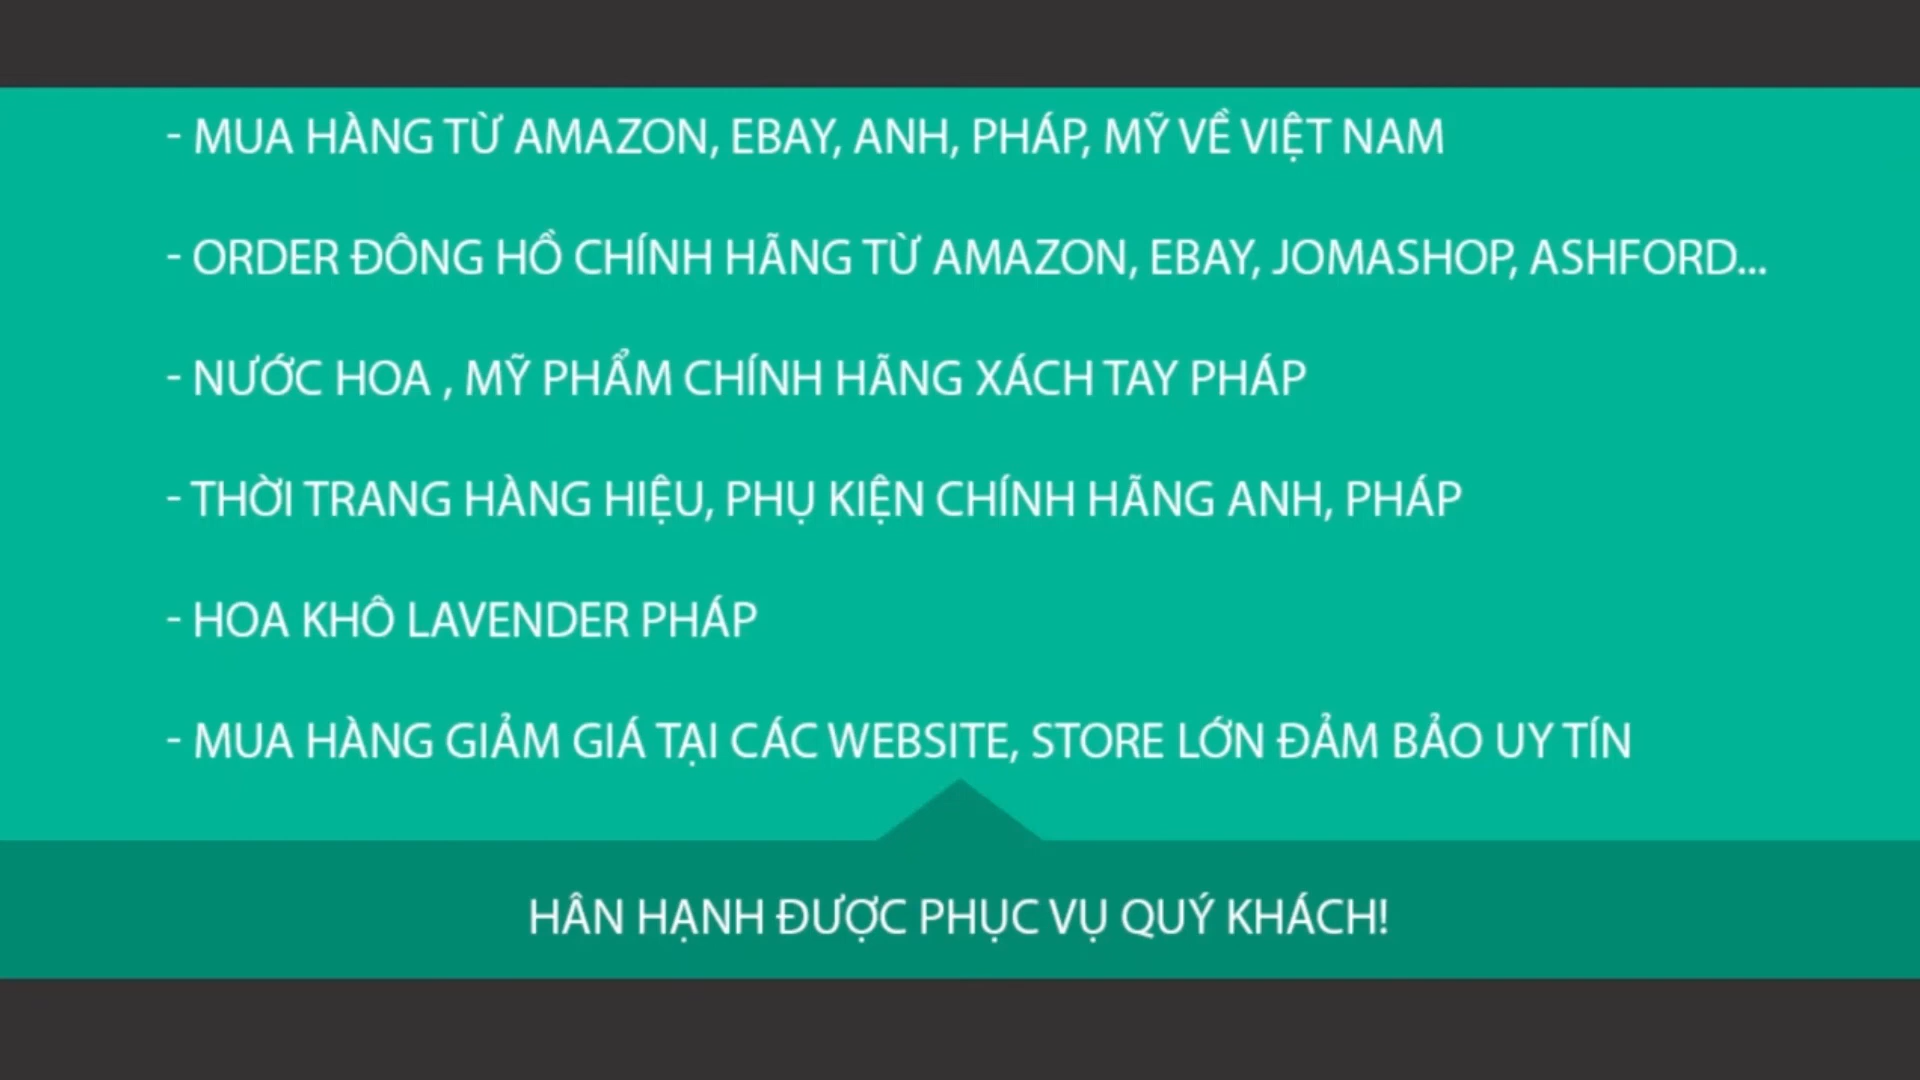 - MUA HÀNG TỪ AMAZON, EBAY, ANH, PHÁP, MỸ VỀ VIỆT NAM
- ORDER ĐÔNG HỒ CHÍNH HÃNG TỪ AMAZON, EBAY, JOMASHOP, ASHFORD...
- NƯỚC HOA , MỸ PHẨM CHÍNH HÃNG XÁCH TAY PHÁP
- THỜI TRANG HÀNG HIỆU, PHỤ KIỆN CHÍNH HÃNG ANH, PHÁP
- HOA KHÔ LAVENDER PHÁP
- MUA HÀNG GIẢM GIÁ TẠI CÁC WEBSITE, STORE LỚN ĐẢM BẢO UY TÍN
HÂN HẠNH ĐƯỢC PHỤC VỤ QUÝ KHÁCH!